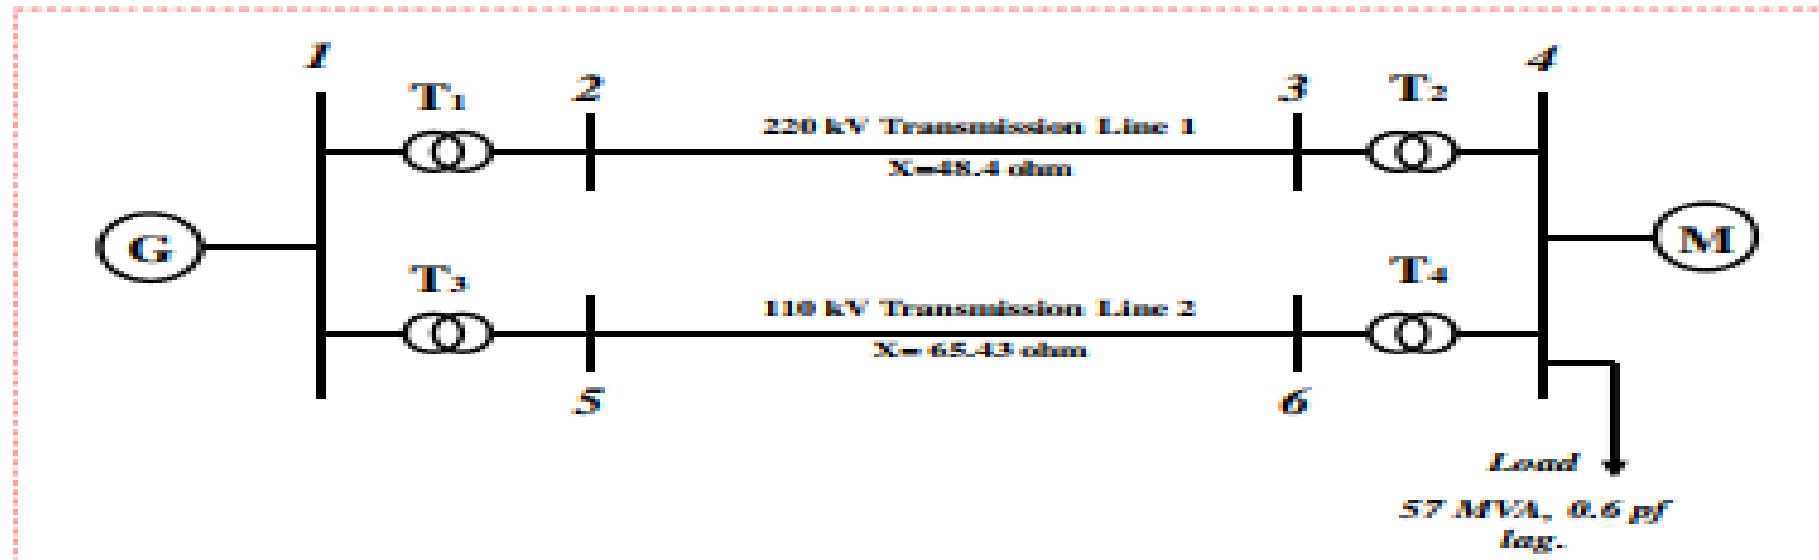 1
4
T₁
2
3
T₂
220 kV Transmission Line 1
X=48.4 ohm
G
M
T₃
T₄
110 kV Transmission Line 2
X= 65.43 ohm
5
6
Load
57 MVA, 0.6 pf
lag.